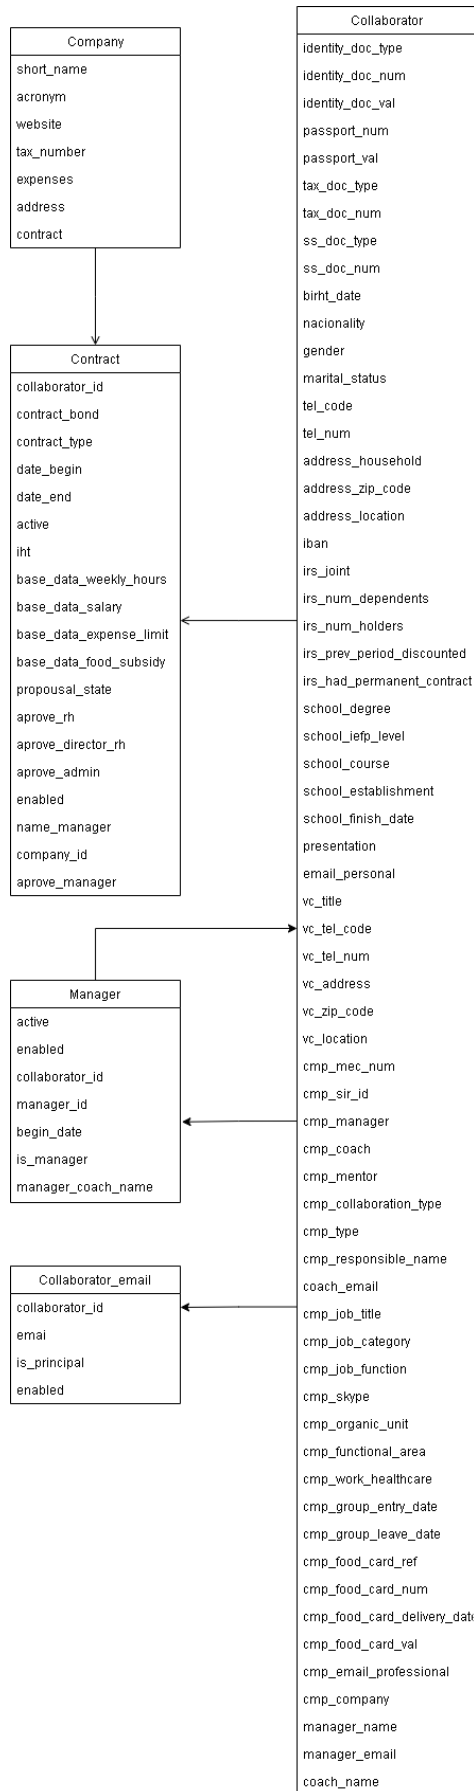 Company
short_name
acronym
website
tax_number
expenses
address
contract
Contract
collaborator_id
contract_bond
contract_type
date_begin
date_end
active
iht
base_data_weekly_hours
base_data_salary
base_data_expense_limit
base_data_food_subsidy
propousal_state
aprove_rh
aprove_director_rh
aprove_admin
enabled
name_manager
company_id
aprove_manager
Manager
active
enabled
collaborator_id
manager_id
begin_date
is_manager
manager_coach_name
Collaborator_email
collaborator_id
emai
is_principal
enabled
Collaborator
identity_doc_type
identity_doc_num
identity_doc_val
passport_num
passport_val
tax_doc_type
tax_doc_num
ss_doc_type
ss_doc_num
birht_date
nacionality
gender
marital_status
tel_code
tel_num
address_household
address_zip_code
address_location
iban
irs_joint
irs_num_dependents
irs_num_holders
irs_prev_period_discounted
irs_had_permanent_contract
school_degree
school_iefp_level
school_course
school_establishment
school_finish_date
presentation
email_personal
vc_title
vc_tel_code
vc_tel_num
vc_address
vc_zip_code
vc_location
cmp_mec_num
cmp_sir_id
cmp_manager
cmp_coach
cmp_mentor
cmp_collaboration_type
cmp_type
cmp_responsible_name
coach_email
cmp_job_title
cmp_job_category
cmp_job_function
cmp_skype
cmp_organic_unit
cmp_functional_area
cmp_work_healthcare
cmp_group_entry_date
cmp_group_leave_date
cmp_food_card_ref
cmp_food_card_num
cmp_food_card_delivery_date
cmp_food_card_val
cmp_email_professional
cmp_company
manager_name
manager_email
coach_name